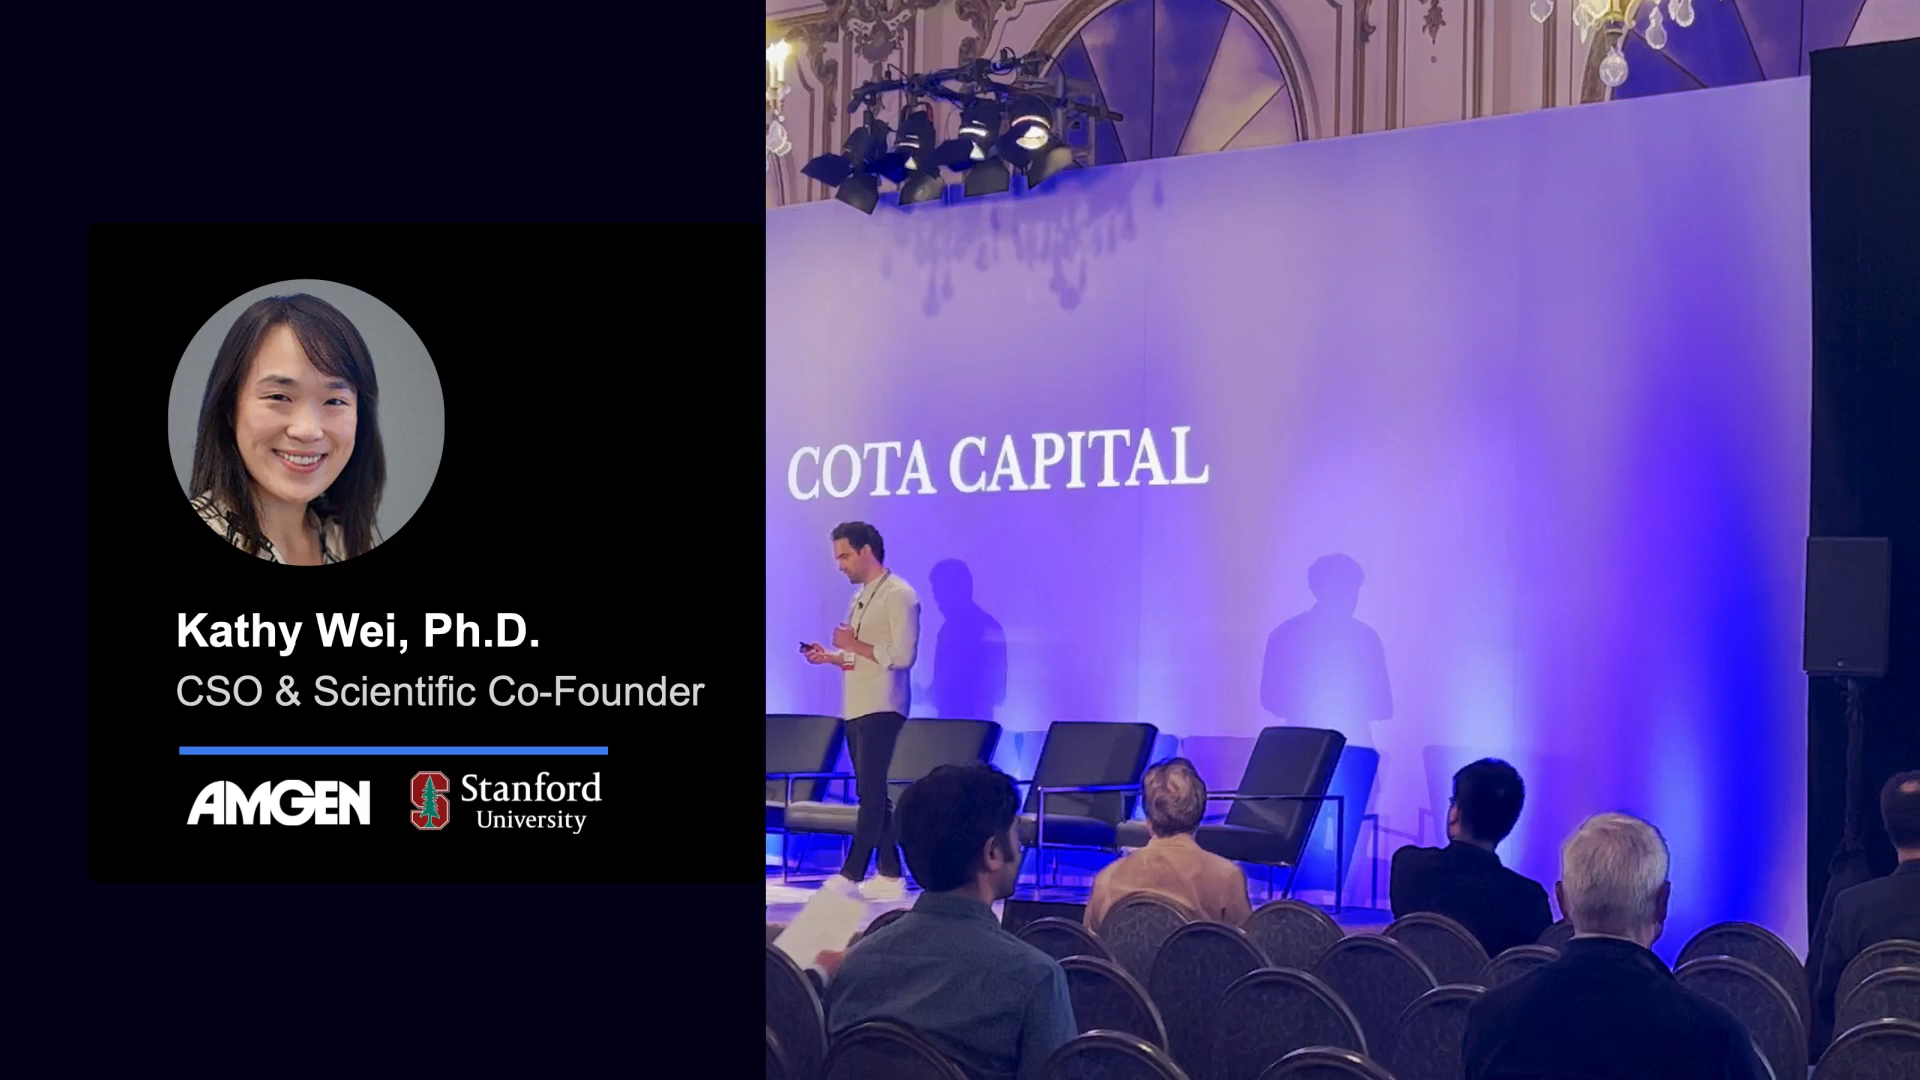 Kathy Wei, Ph.D.
CSO & Scientific Co-Founder
AMGEN
Stanford
University
COTA CAPITAL